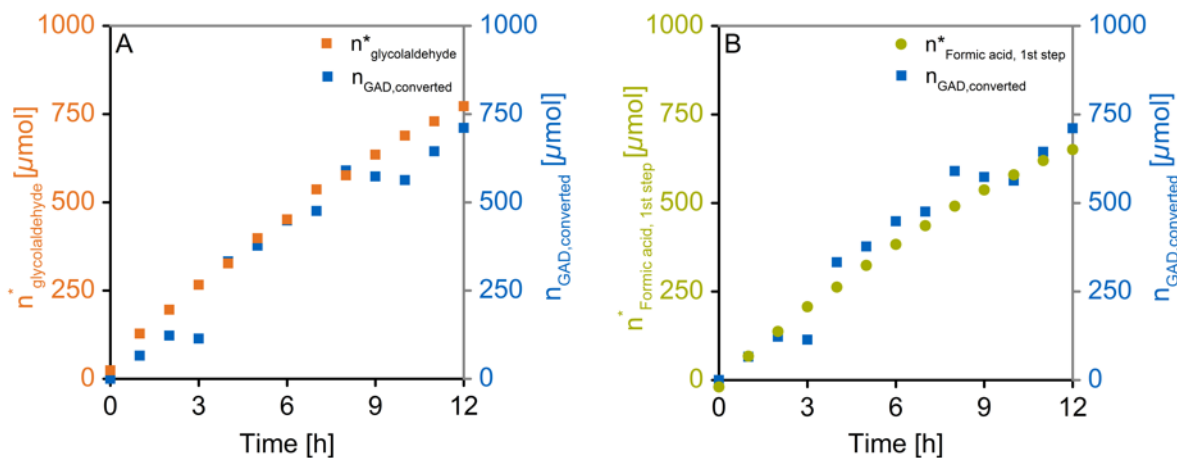 A
n*glycolaldehyde
nGAD,converted
n*glycolaldehyde [µmol]
1000
750
500
250
0
nGAD,converted [µmol]
1000
750
500
250
0
0 3 6 9 12
Time [h]
B
n*Formic acid, 1st step
nGAD,converted
n*Formic acid, 1st step [µmol]
1000
750
500
250
0
nGAD,converted [µmol]
1000
750
500
250
0
0 3 6 9 12
Time [h]